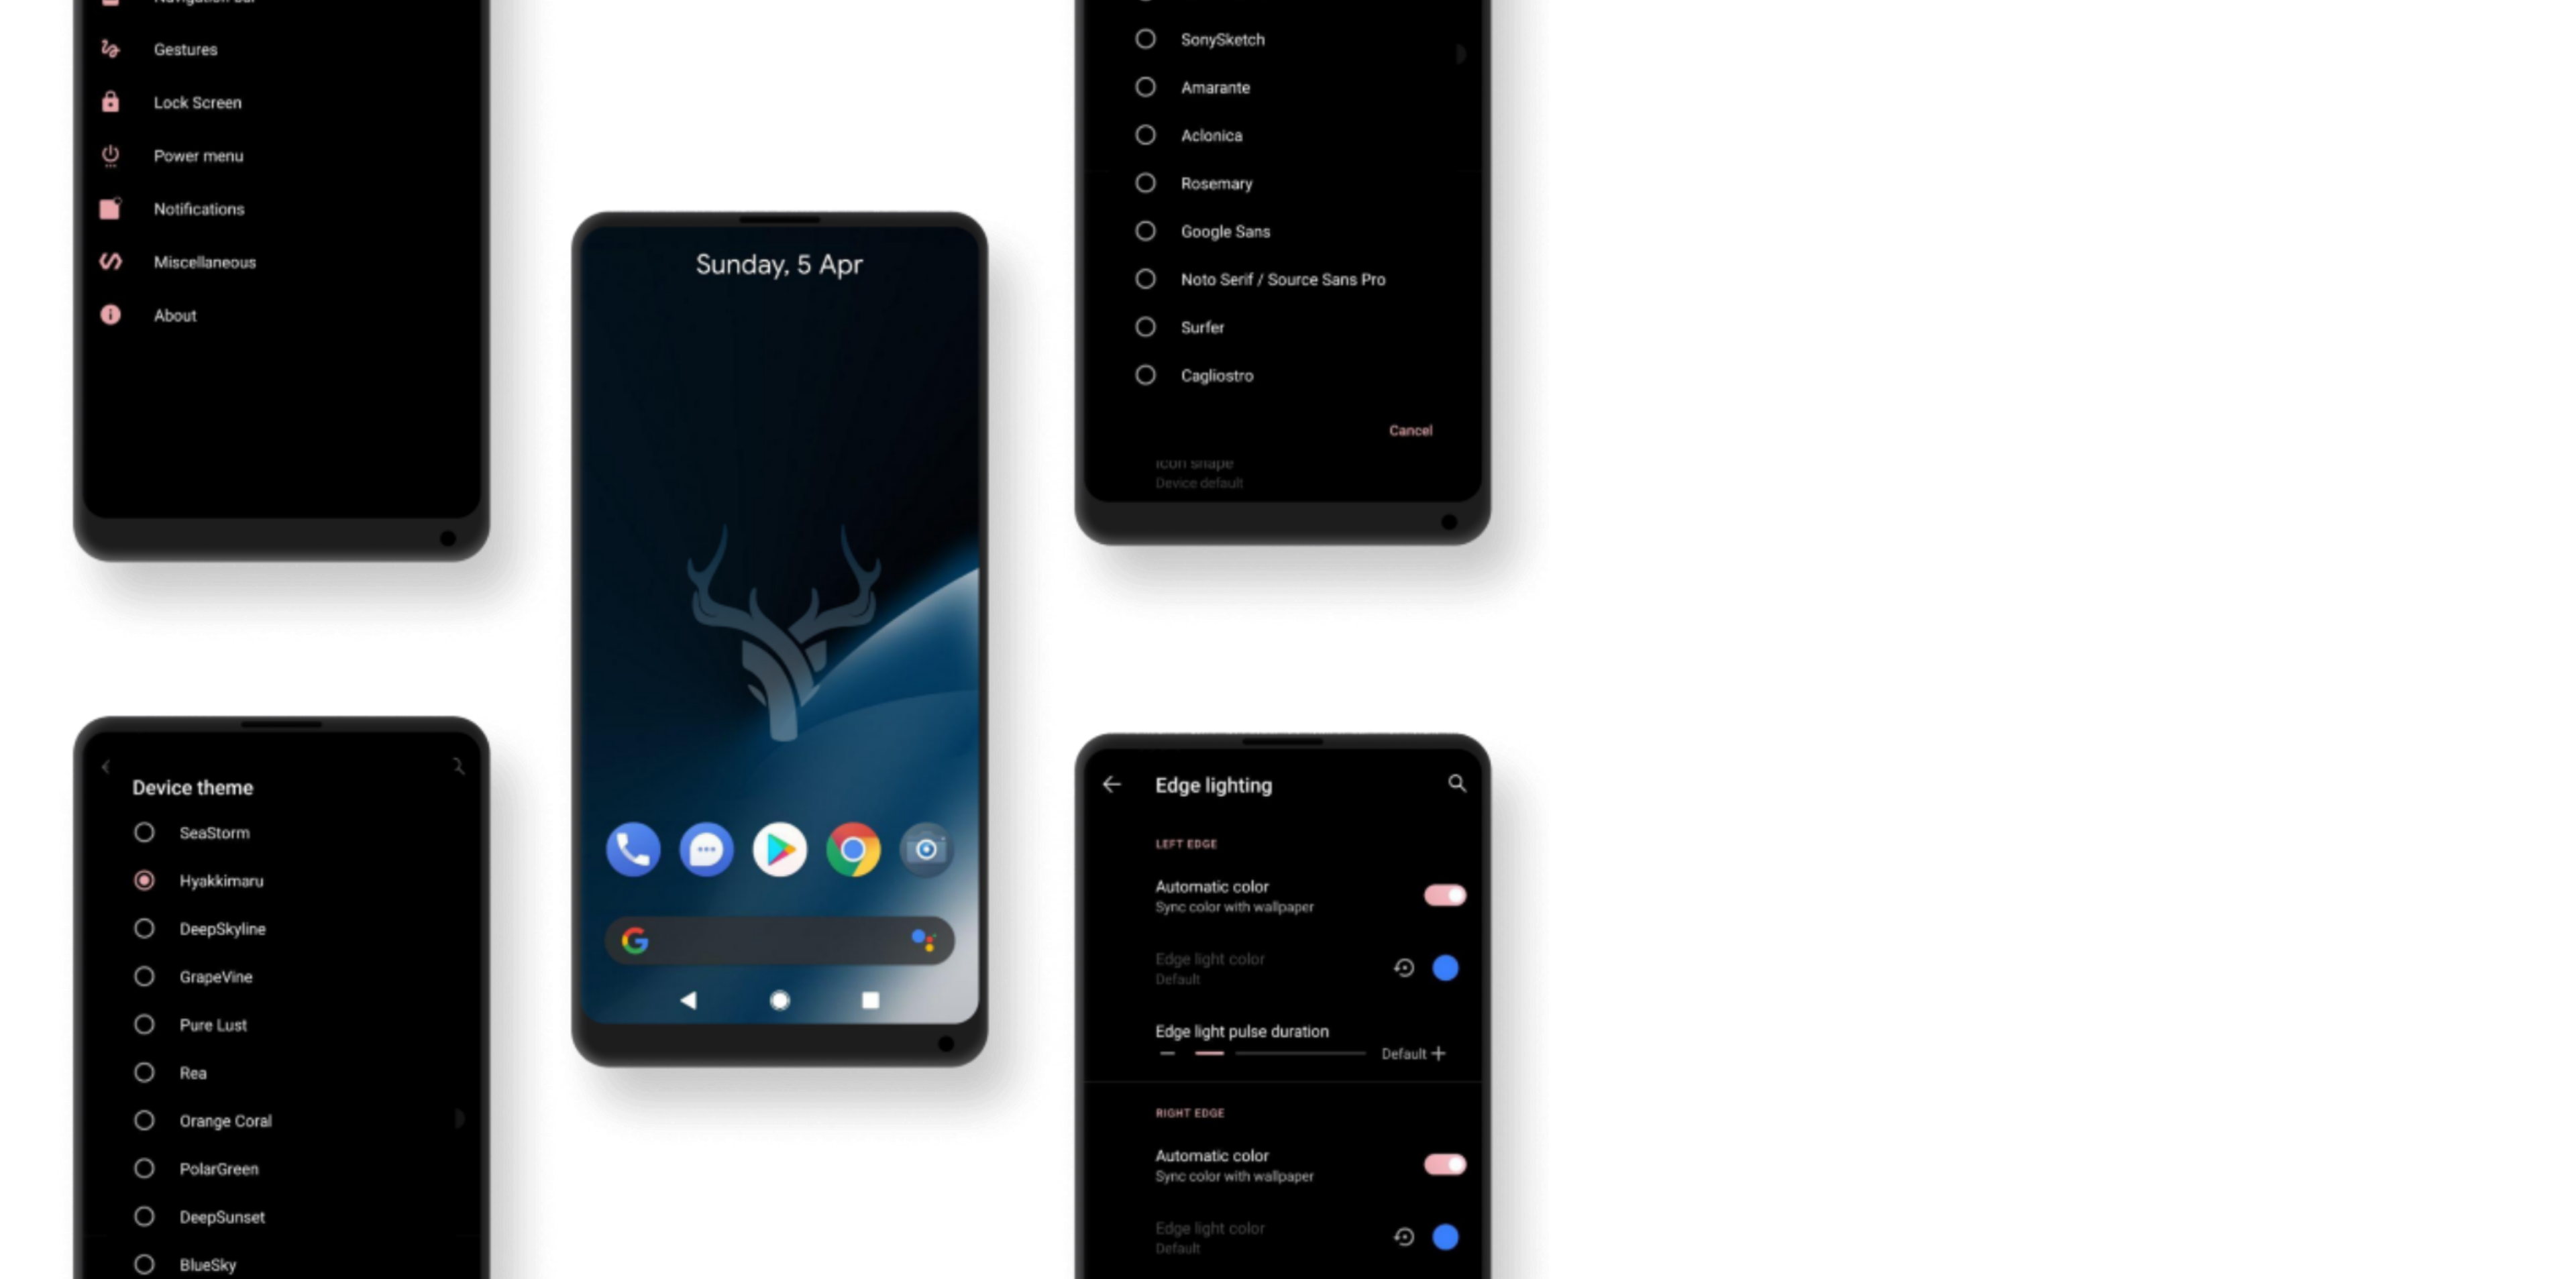 Navigation bar
Gestures
Lock Screen
Power menu
Notifications
Miscellaneous
About
Device theme
SeaStorm
Hyakkimaru
DeepSkyline
GrapeVine
Pure Lust
Rea
Orange Coral
PolarGreen
DeepSunset
BlueSky
Sunday, 5 Apr
SonySketch
Amarante
Aclonica
Rosemary
Google Sans
Noto Serif / Source Sans Pro
Surfer
Cagliostro
Cancel
Icon shape
Device default
Edge lighting
LEFT EDGE
Automatic color
Sync color with wallpaper
Edge light color
Default
Edge light pulse duration
Default
RIGHT EDGE
Automatic color
Sync color with wallpaper
Edge light color
Default